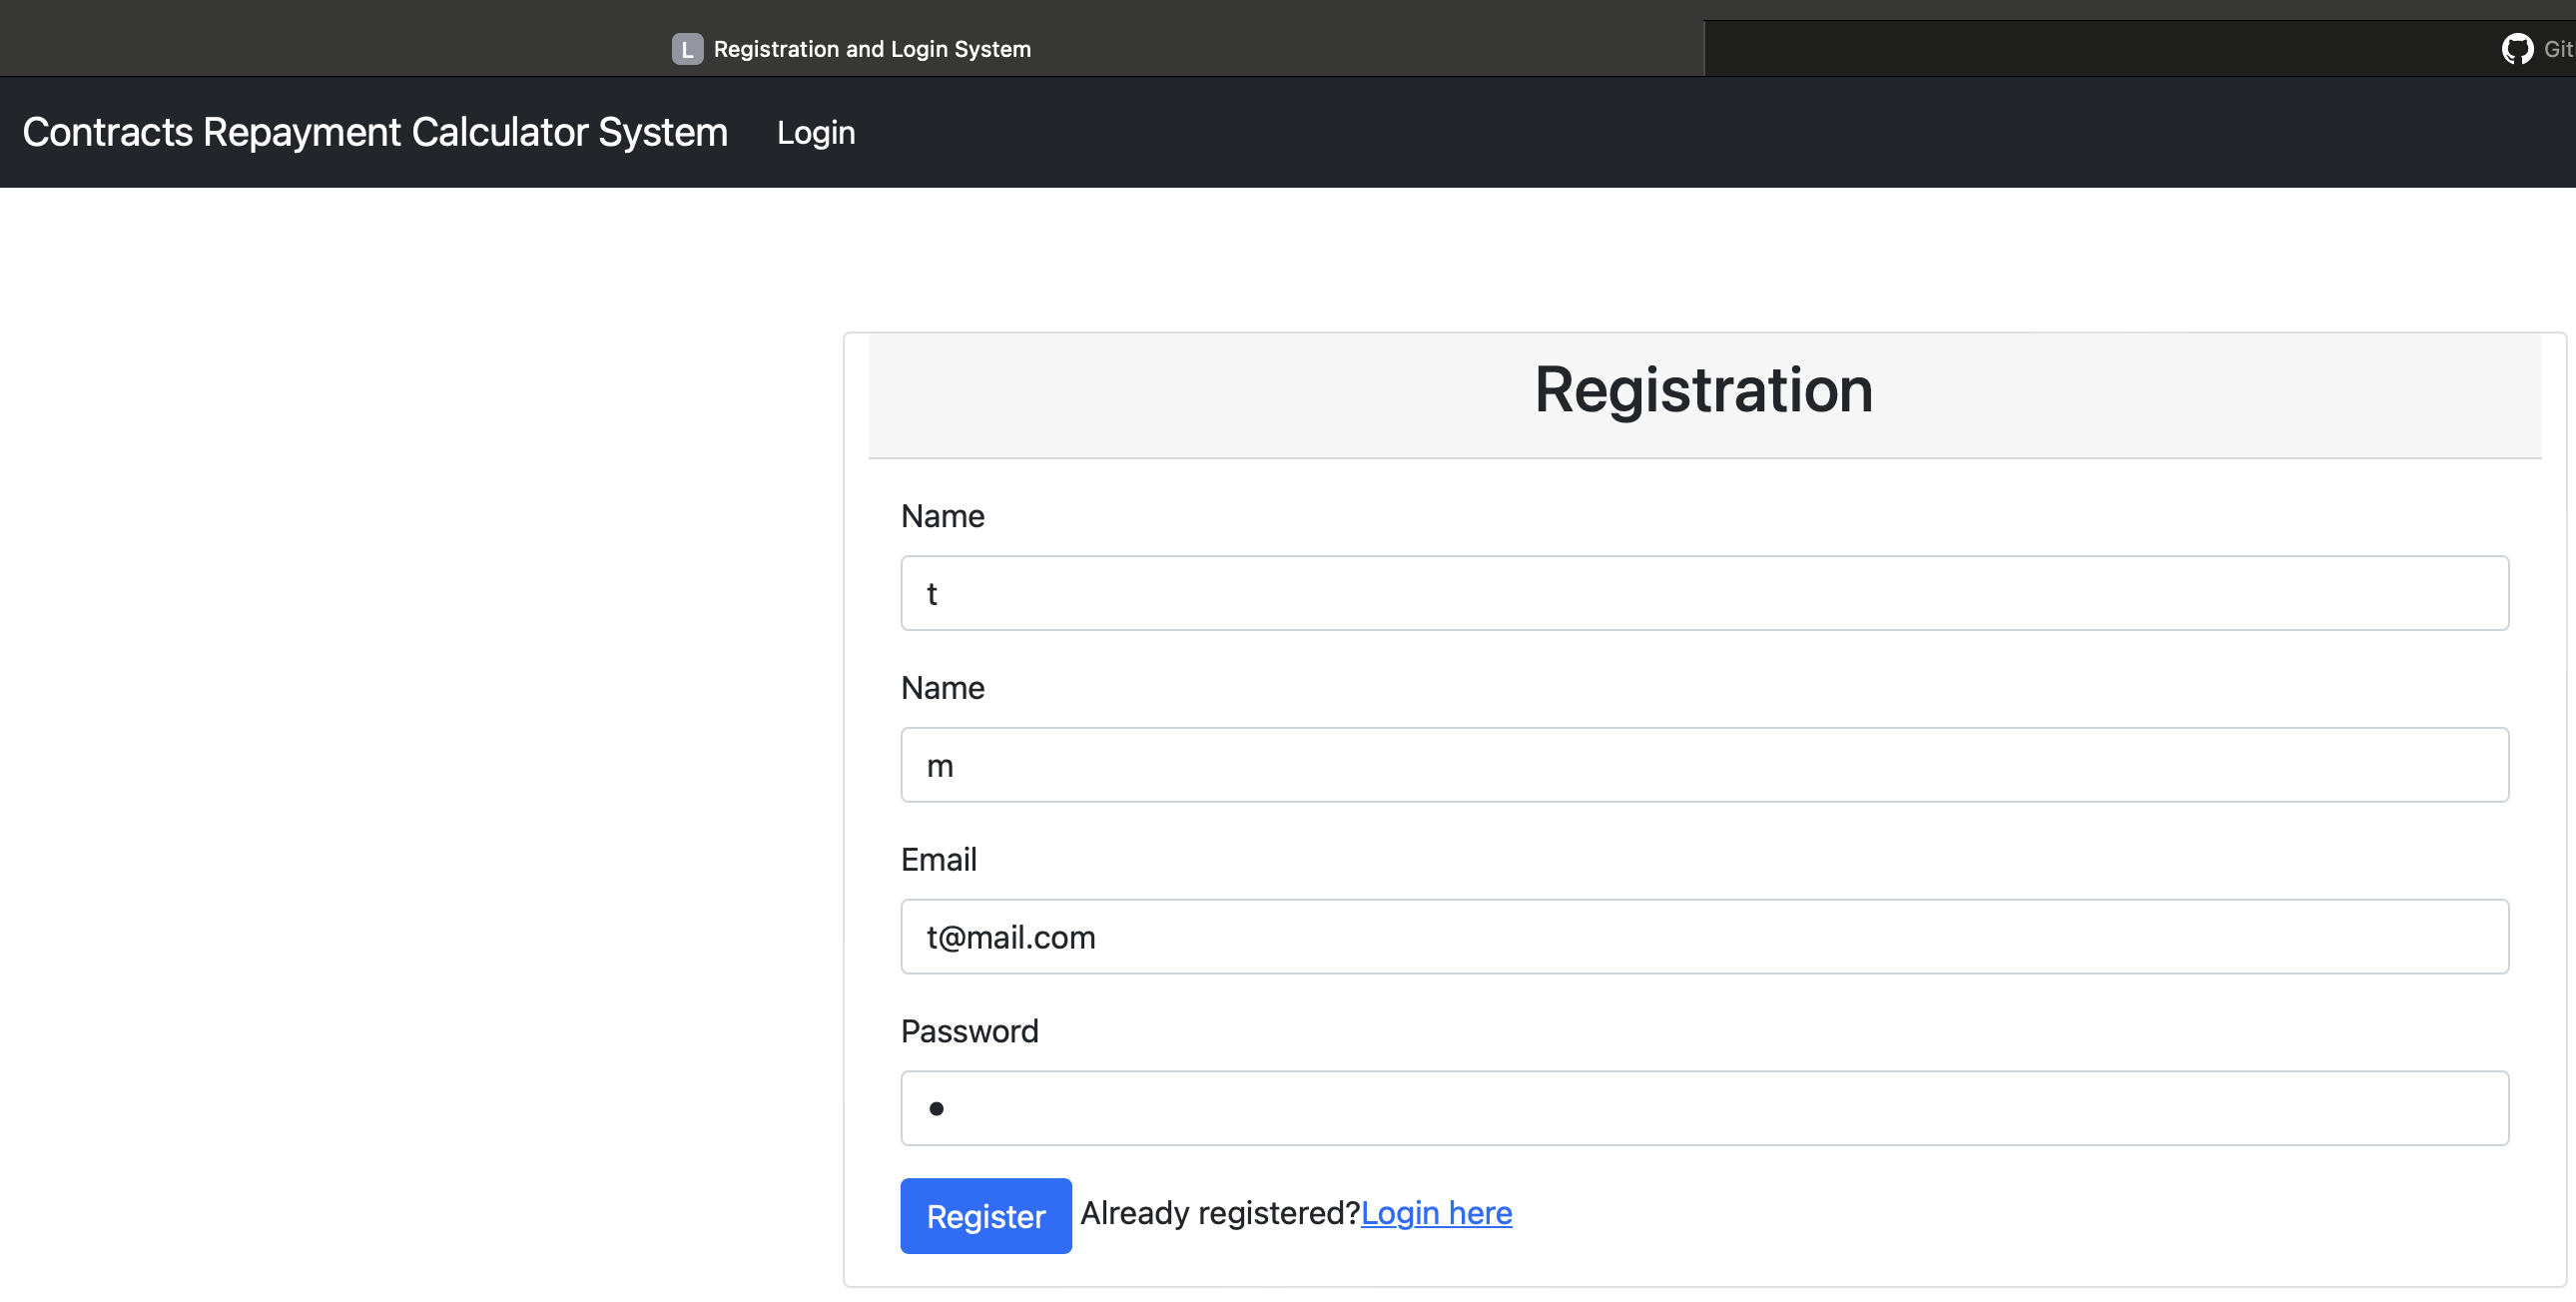 L Registration and Login System
Git
Contracts Repayment Calculator System Login
Registration
Name
t
Name
m
Email
t@mail.com
Password
Register Already registered?Login here